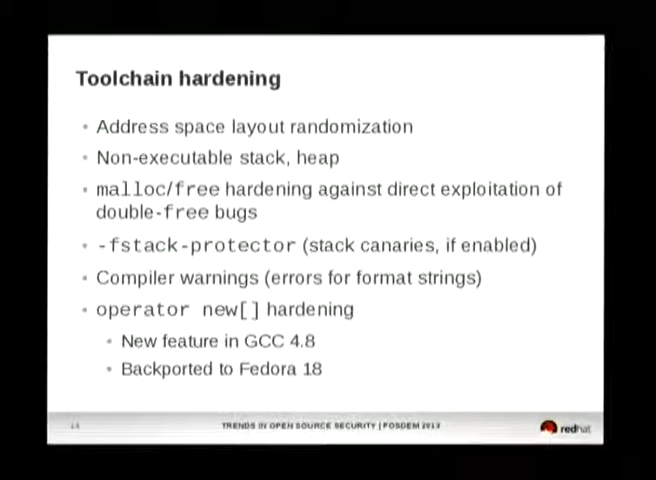 Toolchain hardening
• Address space layout randomization
• Non-executable stack, heap
• malloc/free hardening against direct exploitation of
double-free bugs
• -fstack-protector (stack canaries, if enabled)
• Compiler warnings (errors for format strings)
• operator new[] hardening
• New feature in GCC 4.8
• Backported to Fedora 18
TRENDS IN OPEN SOURCE SECURITY | FOSDEM 2013
redhat